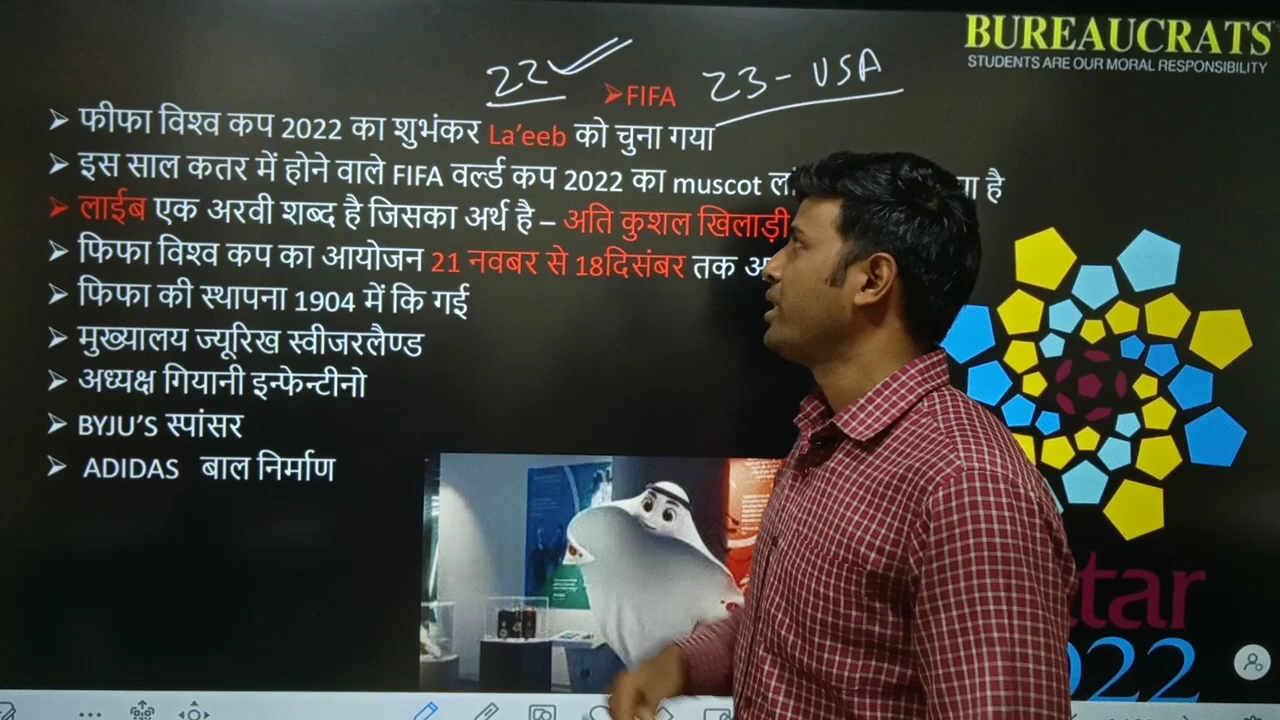 BUREAUCRATS
STUDENTS ARE OUR MORAL RESPONSIBILITY
22
23 - USA
➤FIFA
➤ फीफा विश्व कप 2022 का शुभंकर La'eeb को चुना गया
➤ इस साल कतर में होने वाले FIFA वर्ल्ड कप 2022 का muscot है
➤ लाईब एक अरवी शब्द है जिसका अर्थ है – अति कुशल खिलाड़ी
➤ फिफा विश्व कप का आयोजन 21 नवबर से 18दिसंबर तक
➤ फिफा की स्थापना 1904 में कि गई
➤ मुख्यालय ज्यूरिख स्वीजरलैण्ड
➤ अध्यक्ष गियानी इन्फेन्टीनो
➤ BYJU'S स्पांसर
➤ ADIDAS बाल निर्माण